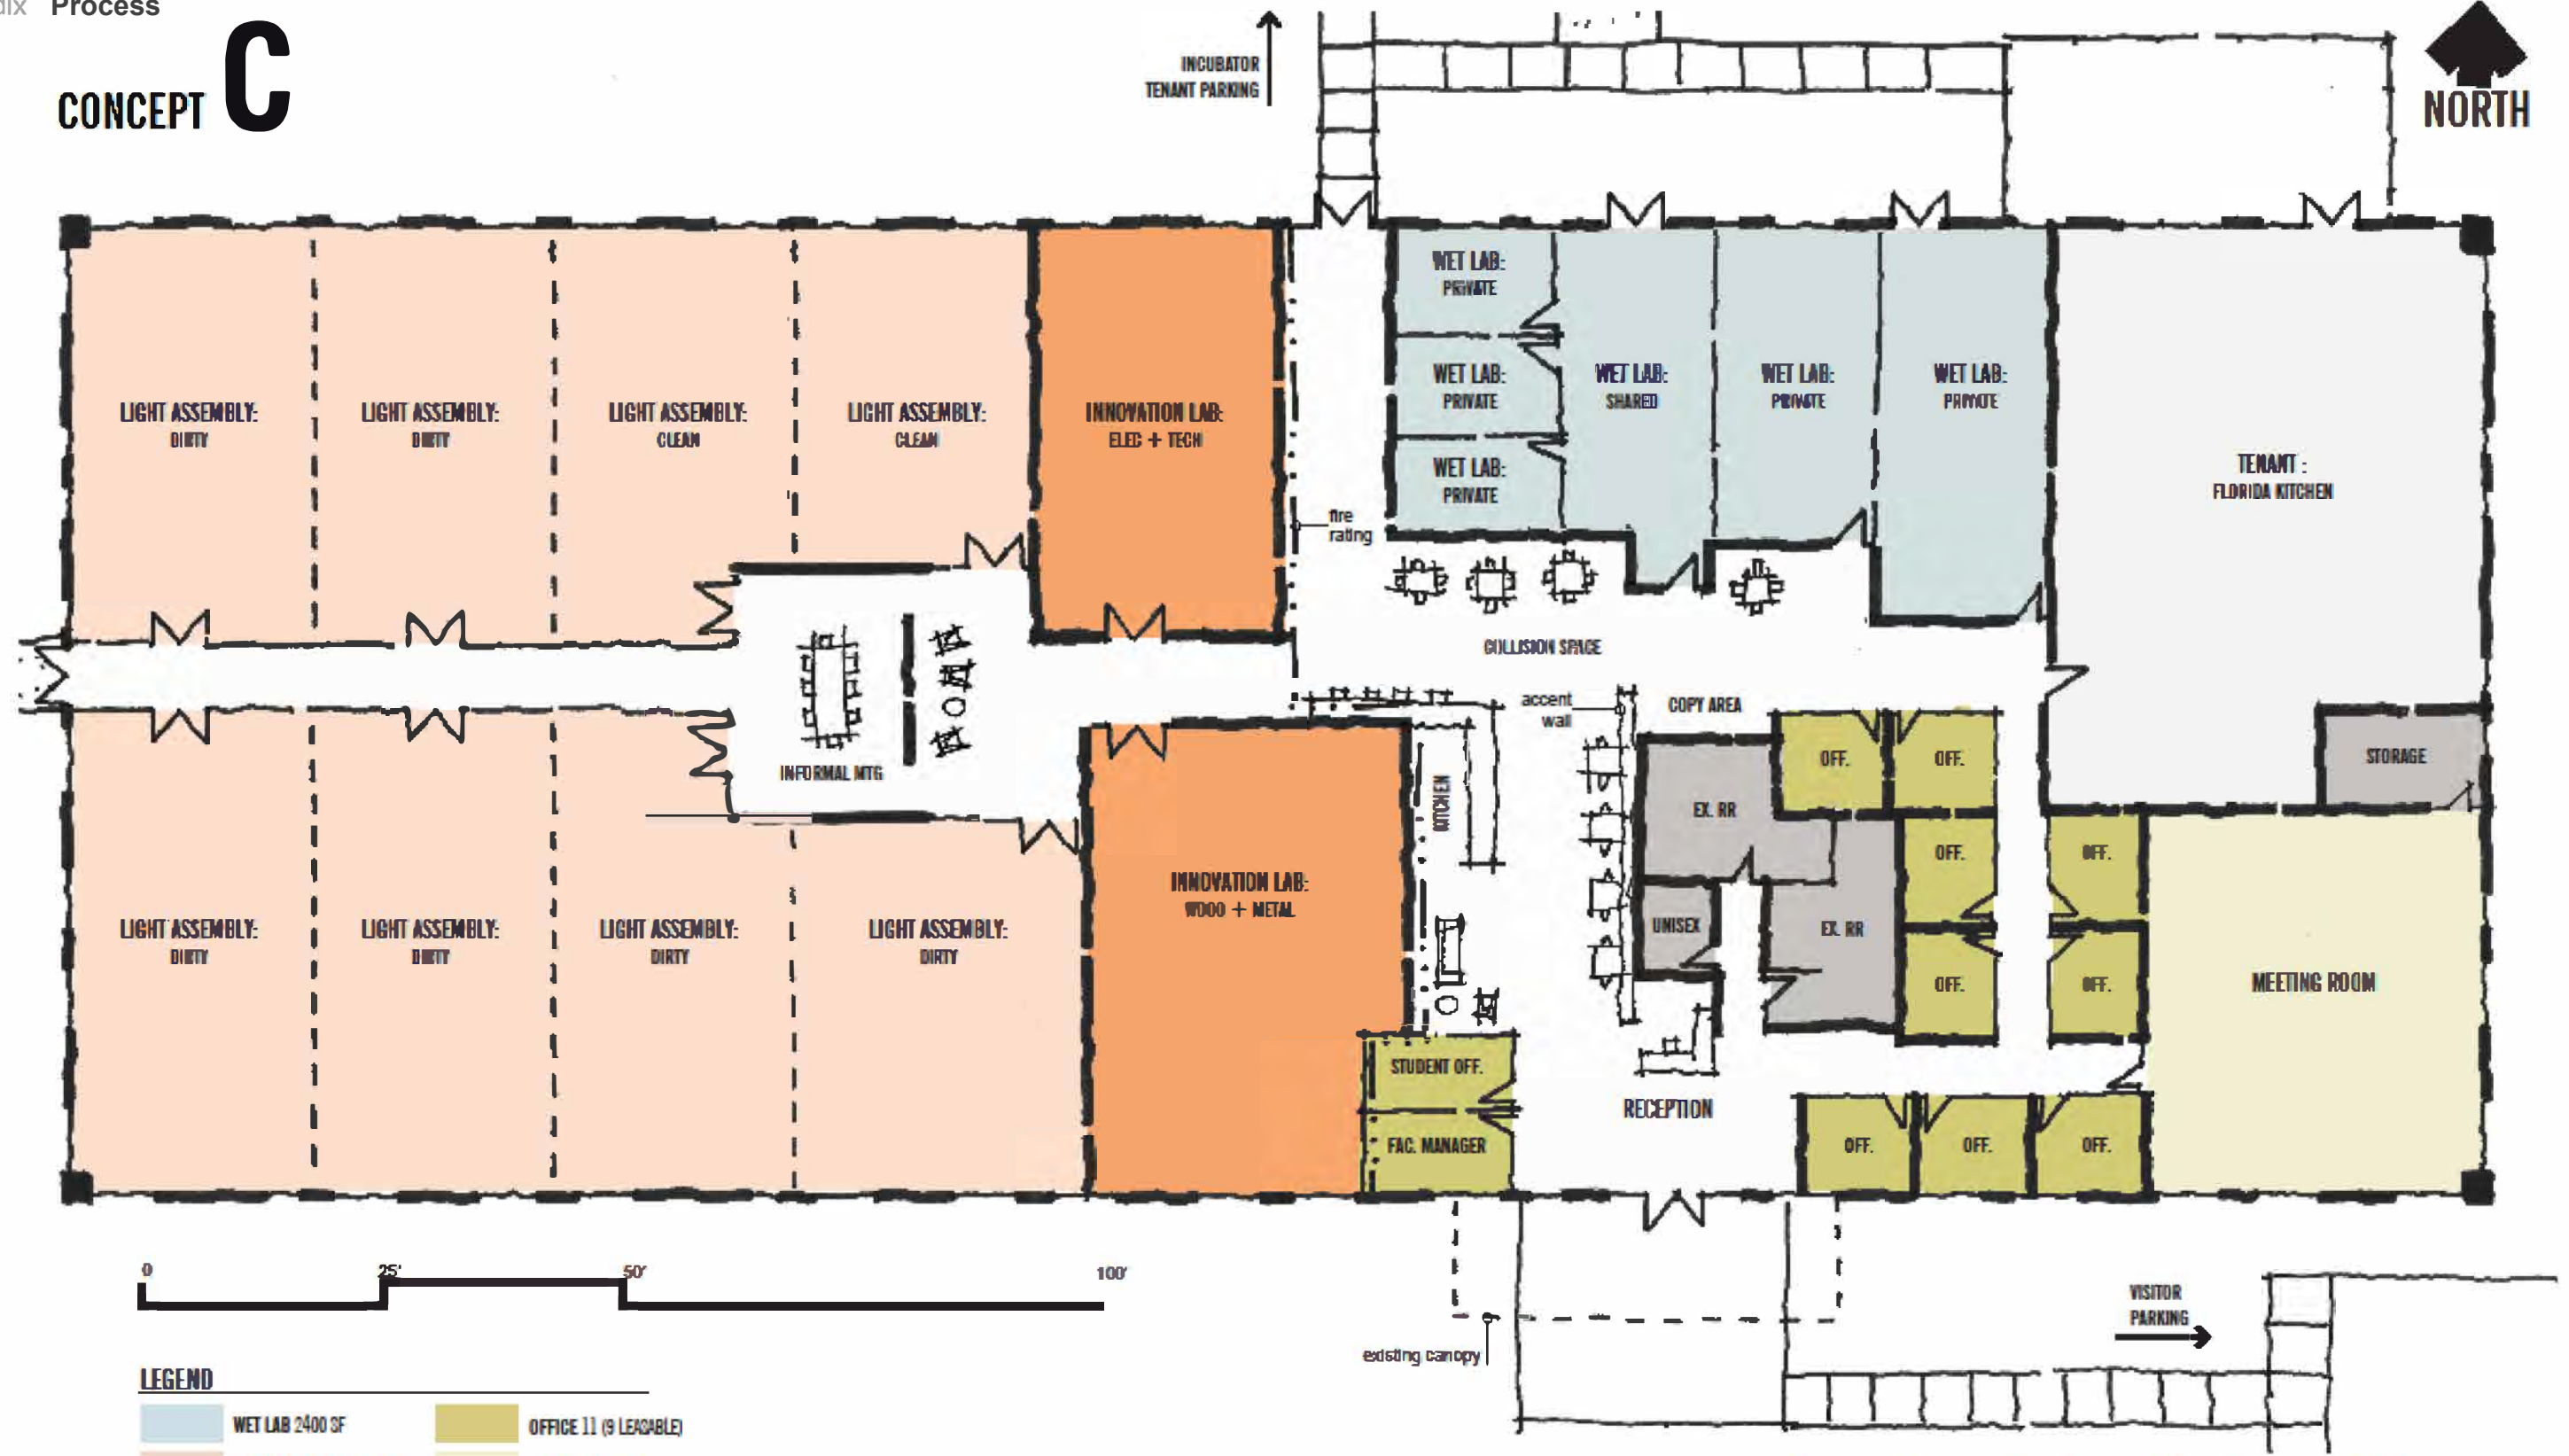 dix Process
CONCEPT C
INCUBATOR
TENANT PARKING
NORTH
LIGHT ASSEMBLY:
DIRTY
LIGHT ASSEMBLY:
DIRTY
LIGHT ASSEMBLY:
CLEAN
LIGHT ASSEMBLY:
CLEAN
INNOVATION LAB:
ELEC + TECH
fire
rating
WET LAB:
PRIVATE
WET LAB:
PRIVATE
WET LAB:
PRIVATE
WET LAB:
SHARED
WET LAB:
PRIVATE
WET LAB:
PRIVATE
TENANT :
FLORIDA KITCHEN
COLLISION SPACE
accent
wall
COPY AREA
STORAGE
INFORMAL MTG
KITCHEN
EX. RR
OFF.
OFF.
OFF.
OFF.
UNISEX
EX. RR
OFF.
OFF.
MEETING ROOM
LIGHT ASSEMBLY:
DIRTY
LIGHT ASSEMBLY:
DIRTY
LIGHT ASSEMBLY:
DIRTY
LIGHT ASSEMBLY:
DIRTY
INNOVATION LAB:
WOOD + METAL
STUDENT OFF.
FAC. MANAGER
RECEPTION
OFF.
OFF.
OFF.
0 25' 50' 100'
existing canopy
VISITOR
PARKING
LEGEND
WET LAB 2400 SF
OFFICE 11 (9 LEASABLE)